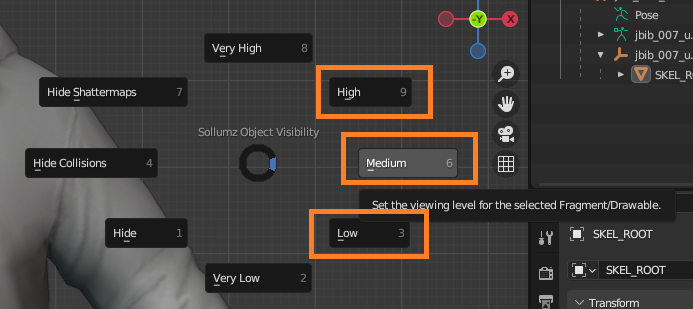 Very High 8
High 9
Hide Shattermaps 7
Sollumz Object Visibility
Hide Collisions 4
Medium 6
Set the viewing level for the selected Fragment/Drawable.
Hide 1
Low 3
Very Low 2
-Y
X
Pose
jbib_007_u.
jbib_007_u.
SKEL_RO
SKEL_ROOT
SKEL_ROOT
Transform